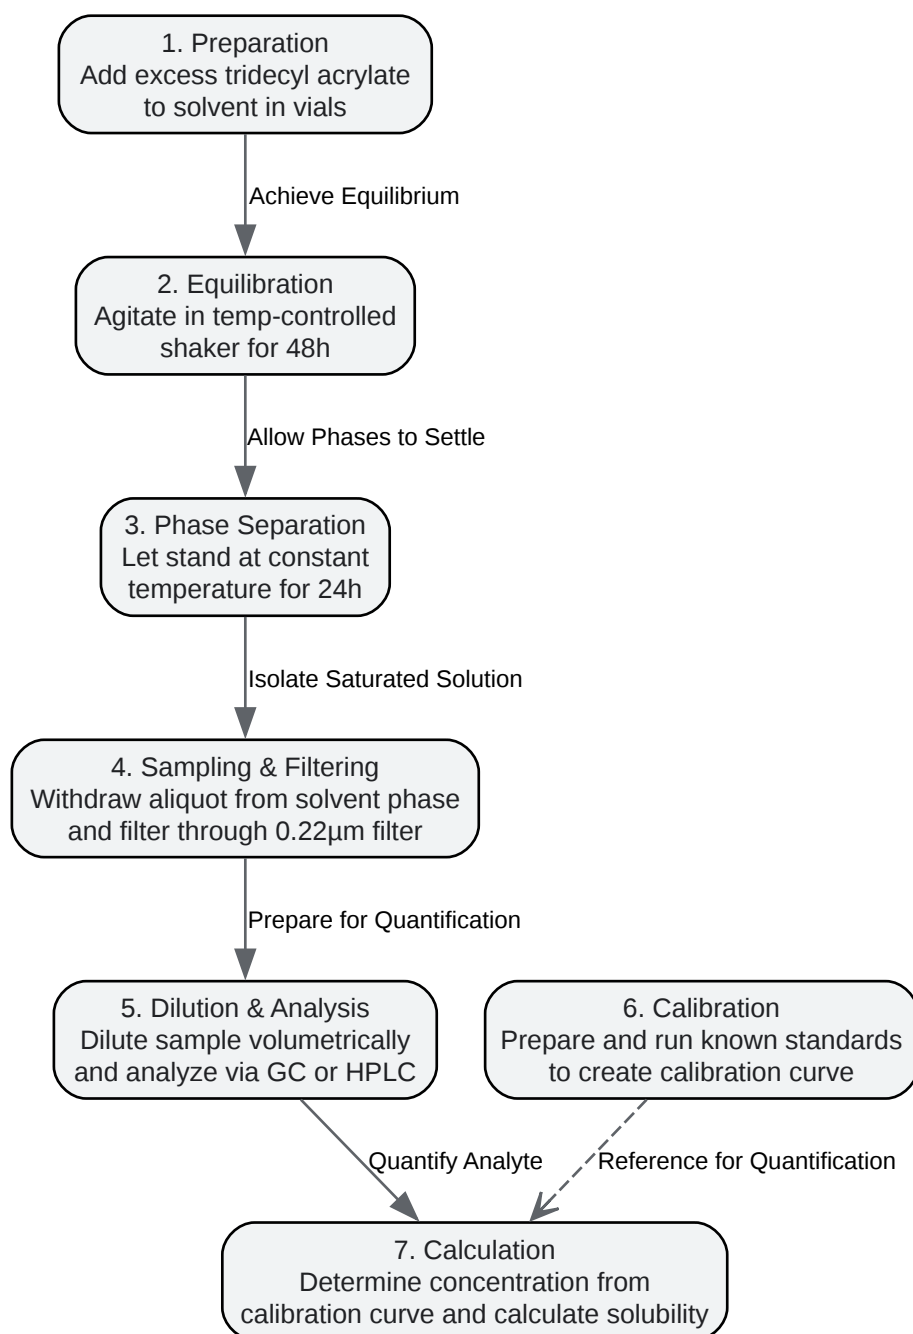 1. Preparation
Add excess tridecyl acrylate
to solvent in vials
Achieve Equilibrium
2. Equilibration
Agitate in temp-controlled
shaker for 48h
Allow Phases to Settle
3. Phase Separation
Let stand at constant
temperature for 24h
Isolate Saturated Solution
4. Sampling & Filtering
Withdraw aliquot from solvent phase
and filter through 0.22µm filter
Prepare for Quantification
5. Dilution & Analysis
Dilute sample volumetrically
and analyze via GC or HPLC
6. Calibration
Prepare and run known standards
to create calibration curve
Quantify Analyte
Reference for Quantification
7. Calculation
Determine concentration from
calibration curve and calculate solubility